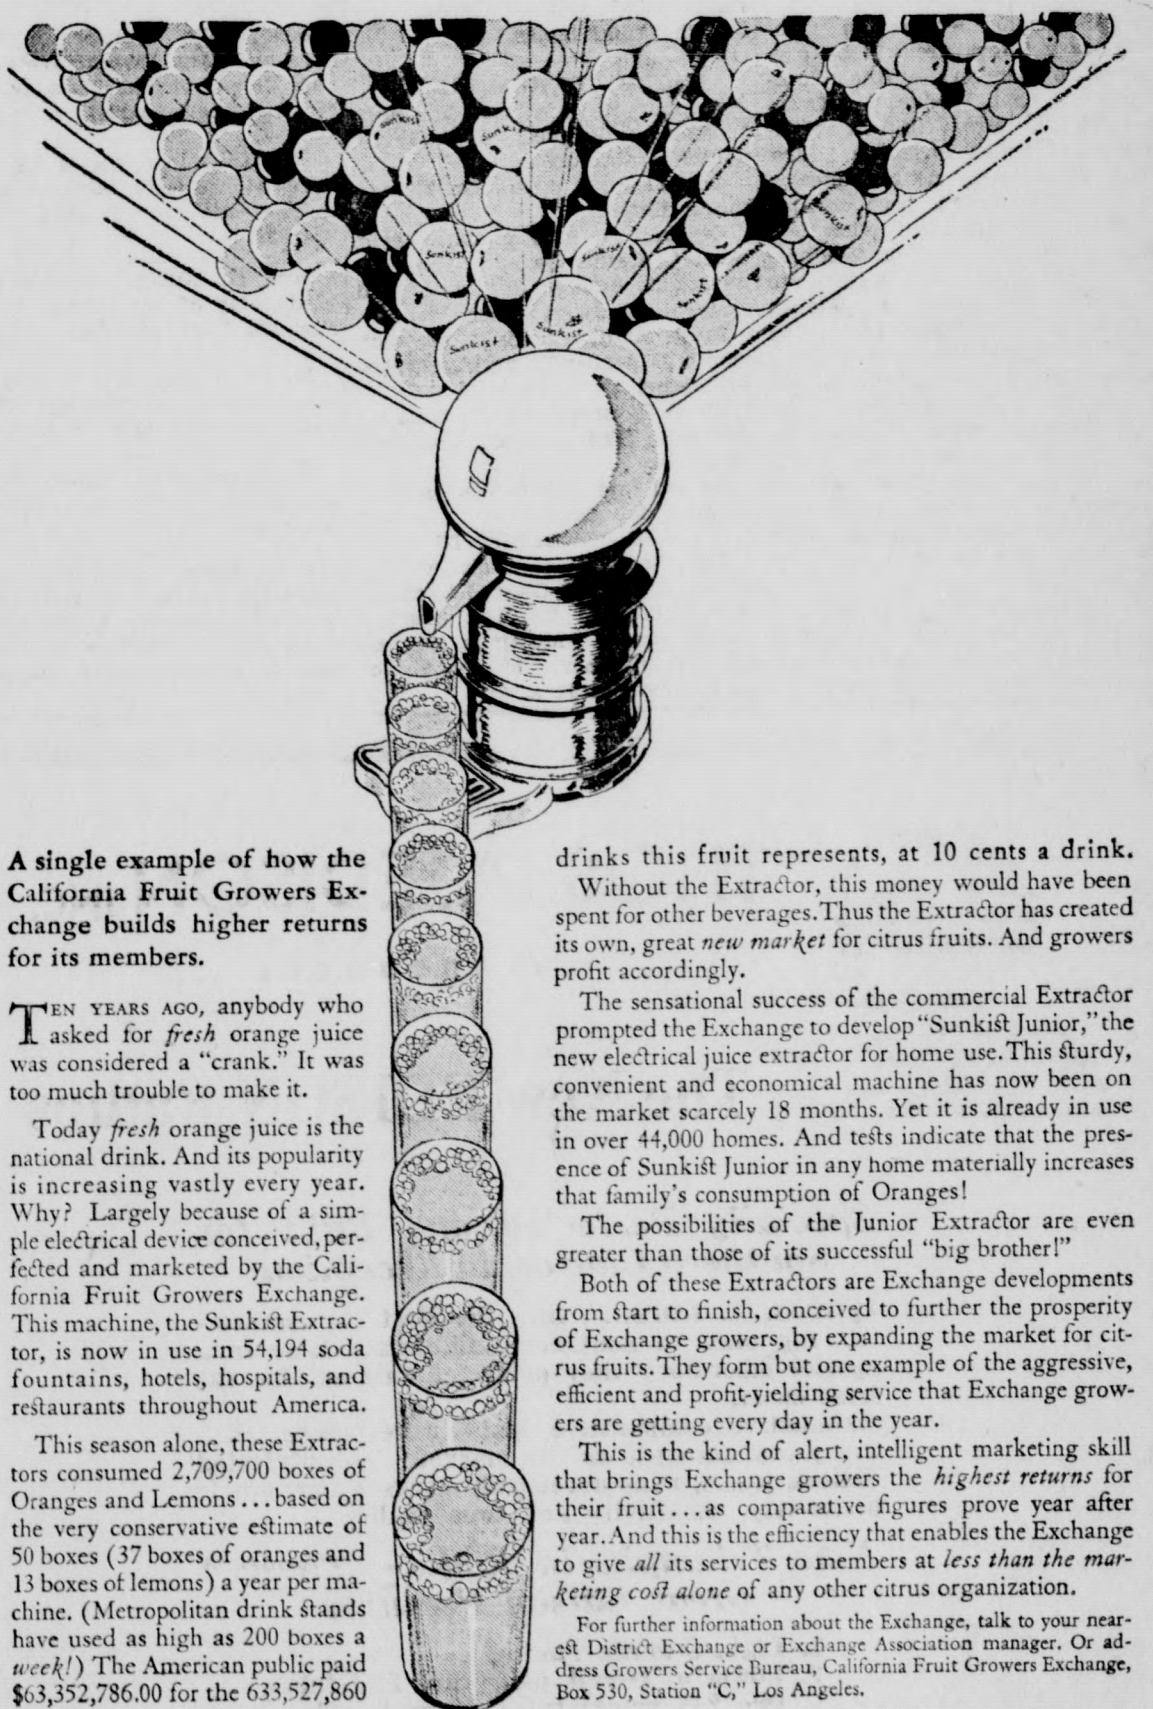 Sunkist
Sunkist
Sunkist
Sunkist
Sunkist
Sunkist
Sunkist
Sunkist
A single example of how the
California Fruit Growers Ex-
change builds higher returns
for its members.
TEN YEARS AGO, anybody who
asked for fresh orange juice
was considered a "crank." It was
too much trouble to make it.
Today fresh orange juice is the
national drink. And its popularity
is increasing vastly every year.
Why? Largely because of a sim-
ple electrical device conceived, per-
fected and marketed by the Cali-
fornia Fruit Growers Exchange.
This machine, the Sunkist Extrac-
tor, is now in use in 54,194 soda
fountains, hotels, hospitals, and
restaurants throughout America.
This season alone, these Extrac-
tors consumed 2,709,700 boxes of
Oranges and Lemons ... based on
the very conservative estimate of
50 boxes (37 boxes of oranges and
13 boxes of lemons) a year per ma-
chine. (Metropolitan drink stands
have used as high as 200 boxes a
week!) The American public paid
$63,352,786.00 for the 633,527,860
drinks this fruit represents, at 10 cents a drink.
Without the Extractor, this money would have been
spent for other beverages. Thus the Extractor has created
its own, great new market for citrus fruits. And growers
profit accordingly.
The sensational success of the commercial Extractor
prompted the Exchange to develop "Sunkist Junior," the
new electrical juice extractor for home use. This sturdy,
convenient and economical machine has now been on
the market scarcely 18 months. Yet it is already in use
in over 44,000 homes. And tests indicate that the pres-
ence of Sunkist Junior in any home materially increases
that family's consumption of Oranges!
The possibilities of the Junior Extractor are even
greater than those of its successful "big brother!"
Both of these Extractors are Exchange developments
from start to finish, conceived to further the prosperity
of Exchange growers, by expanding the market for cit-
rus fruits. They form but one example of the aggressive,
efficient and profit-yielding service that Exchange grow-
ers are getting every day in the year.
This is the kind of alert, intelligent marketing skill
that brings Exchange growers the highest returns for
their fruit ... as comparative figures prove year after
year. And this is the efficiency that enables the Exchange
to give all its services to members at less than the mar-
keting cost alone of any other citrus organization.
For further information about the Exchange, talk to your near-
est District Exchange or Exchange Association manager. Or ad-
dress Growers Service Bureau, California Fruit Growers Exchange,
Box 530, Station "C," Los Angeles.